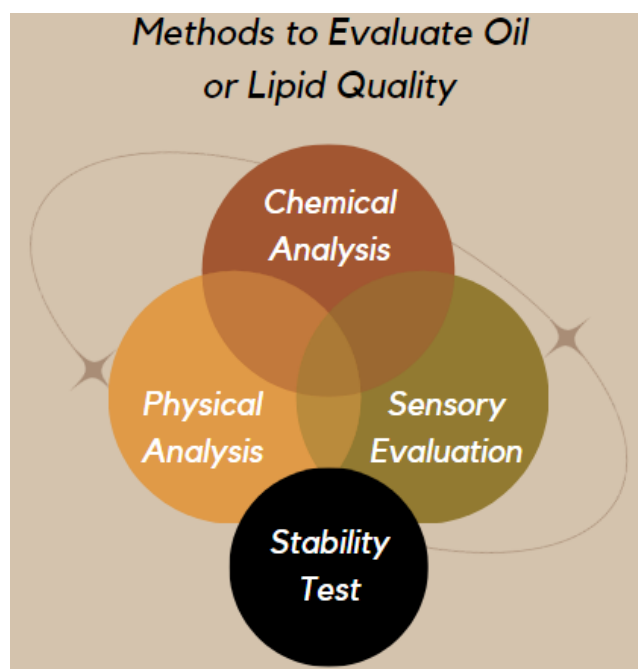 Methods to Evaluate Oil
or Lipid Quality
Chemical
Analysis
Physical
Analysis
Sensory
Evaluation
Stability
Test